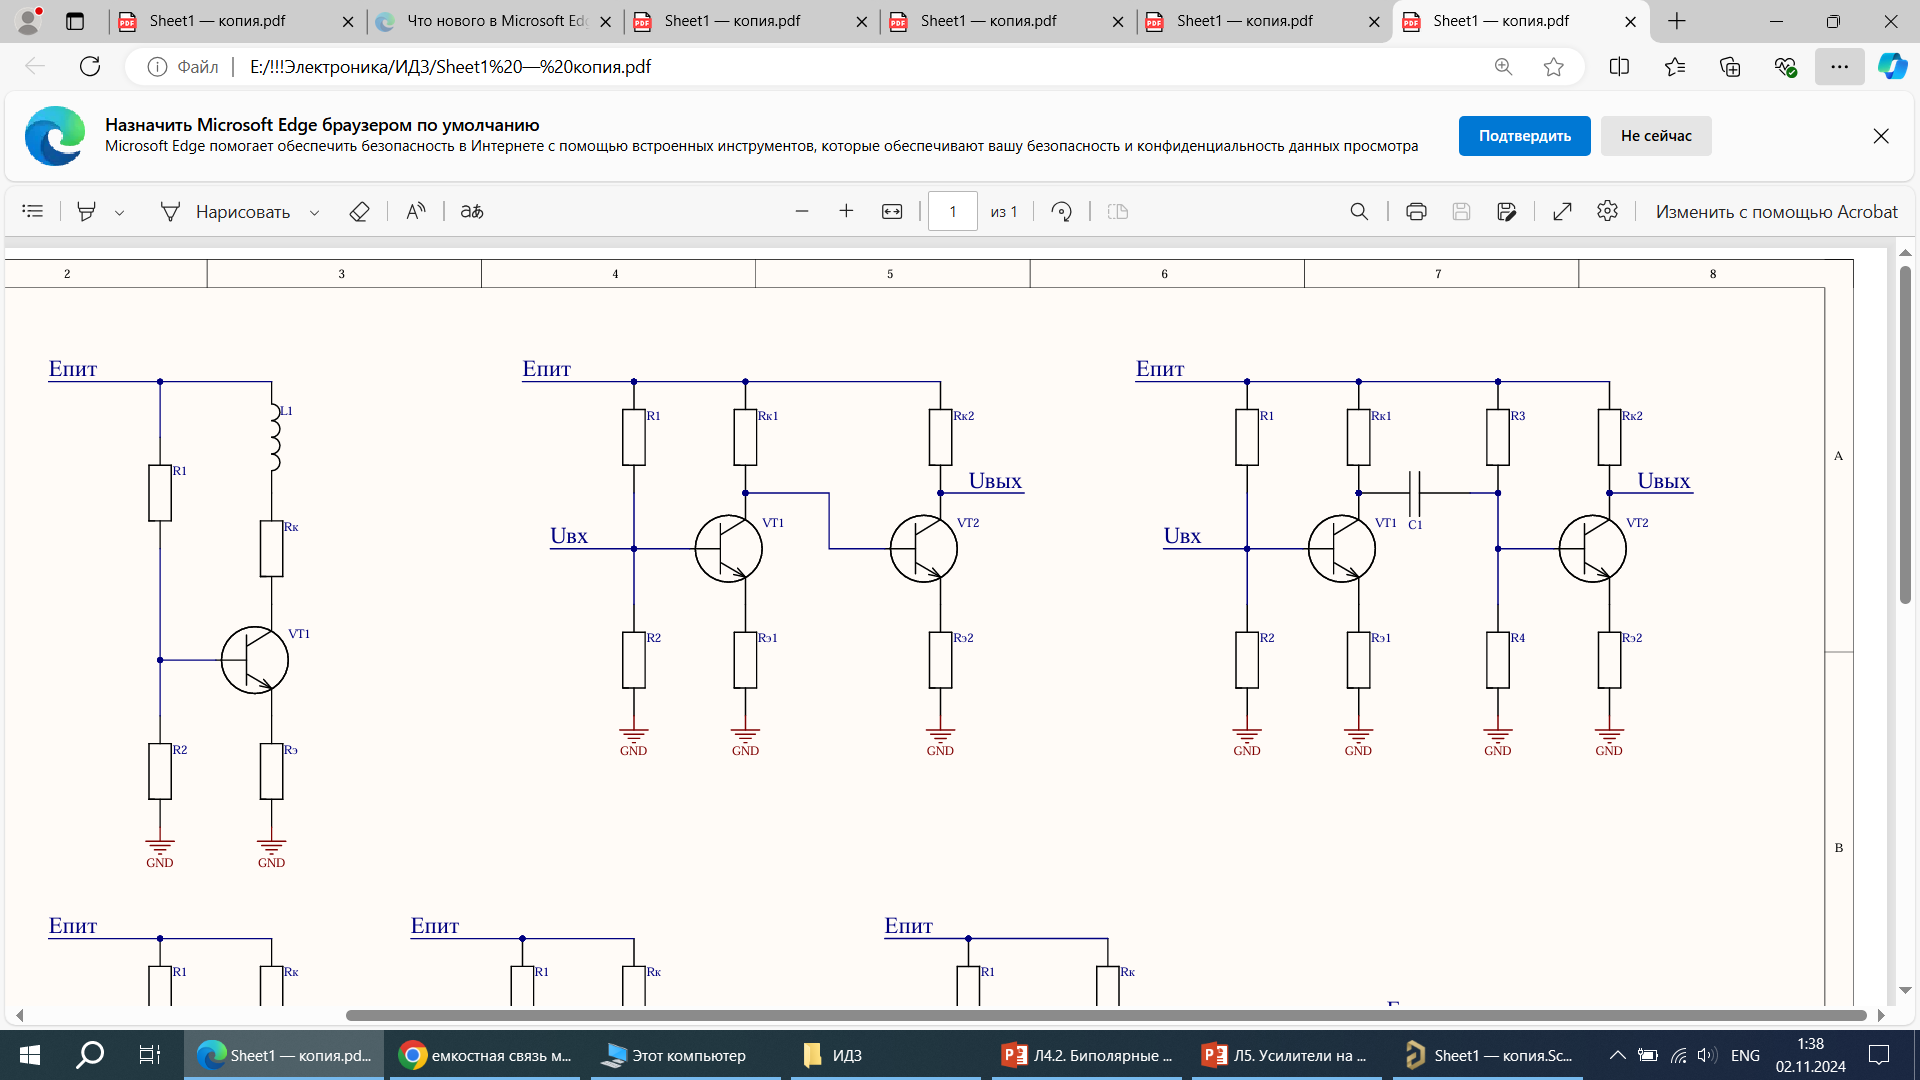 Sheet1 — копия.pdf
Что нового в Microsoft Ed
Sheet1 — копия.pdf
Sheet1 — копия.pdf
Sheet1 — копия.pdf
Sheet1 — копия.pdf
Файл
E:/!!!Электроника/ИДЗ/Sheet1%20—%20копия.pdf
Назначить Microsoft Edge браузером по умолчанию
Microsoft Edge помогает обеспечить безопасность в Интернете с помощью встроенных инструментов, которые обеспечивают вашу безопасность и конфиденциальность данных просмотра
Подтвердить
Не сейчас
Нарисовать
1
из 1
Изменить с помощью Acrobat
2 3 4 5 6 7 8
A
B
Епит
L1
R1
Rк
VT1
R2
Rэ
GND
GND
Епит
R1
Rк1
Rк2
Uвых
Uвх
VT1
VT2
R2
Rэ1
Rэ2
GND
GND
GND
Епит
R1
Rк1
R3
Rк2
Uвых
Uвх
VT1
C1
VT2
R2
Rэ1
R4
Rэ2
GND
GND
GND
GND
Епит
R1
Rк
Епит
R1
Rк
Епит
R1
Rк
Sheet1 — копия.pd...
емкостная связь м...
Этот компьютер
ИДЗ
Л4.2. Биполярные ...
Л5. Усилители на ...
Sheet1 — копия.Sc...
ENG
1:38
02.11.2024